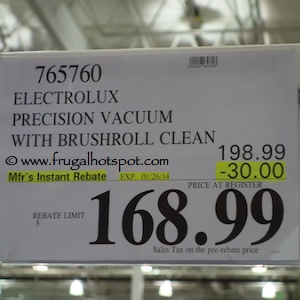 765760
ELECTROLUX
PRECISION VACUUM
WITH BRUSHROLL CLEAN
198.99
© www.frugalhotspot.com
Mfr's Instant Rebate EXP. 01/26/14 -30.00
PRICE AT REGISTER
REBATE LIMIT
5
168.99
Sales Tax on the pre-rebate price